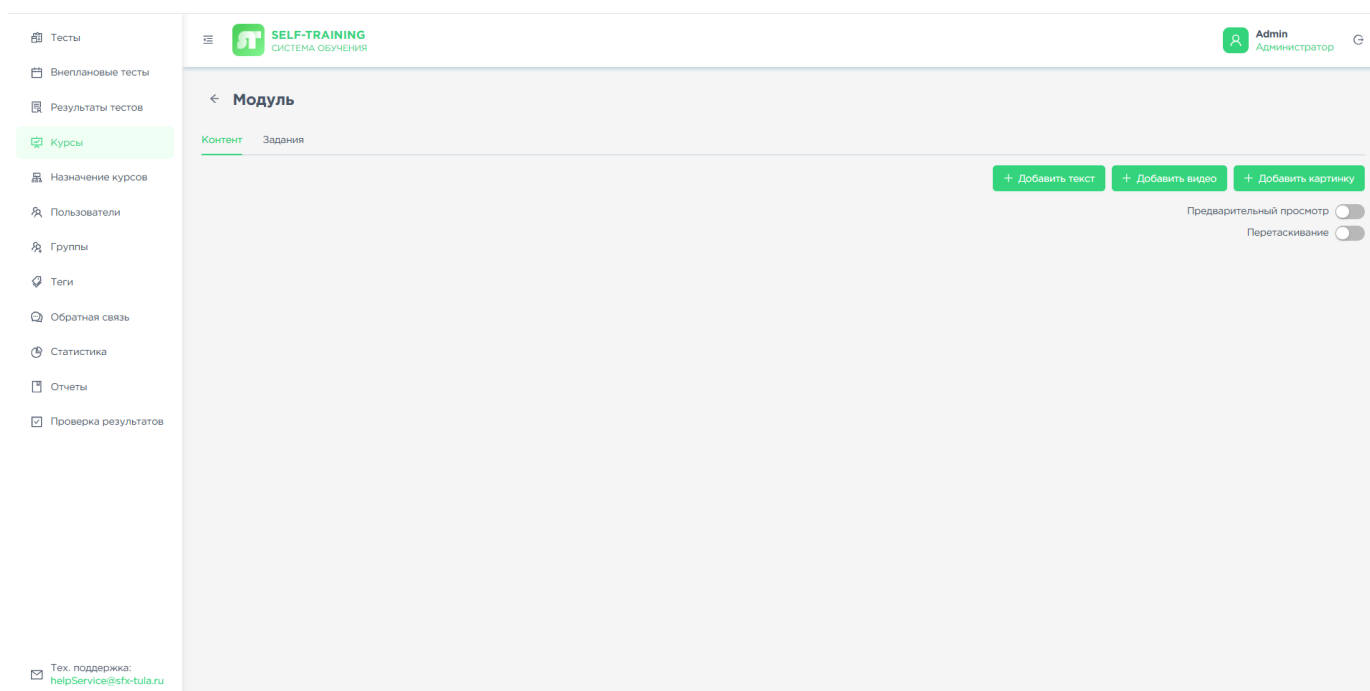 Тесты
Внеплановые тесты
Результаты тестов
Курсы
Назначение курсов
Пользователи
Группы
Теги
Обратная связь
Статистика
Отчеты
Проверка результатов
Тех. поддержка:
helpService@sfx-tula.ru
ST
SELF-TRAINING
СИСТЕМА ОБУЧЕНИЯ
Admin
Администратор
Модуль
Контент Задания
+ Добавить текст + Добавить видео + Добавить картинку
Предварительный просмотр
Перетаскивание